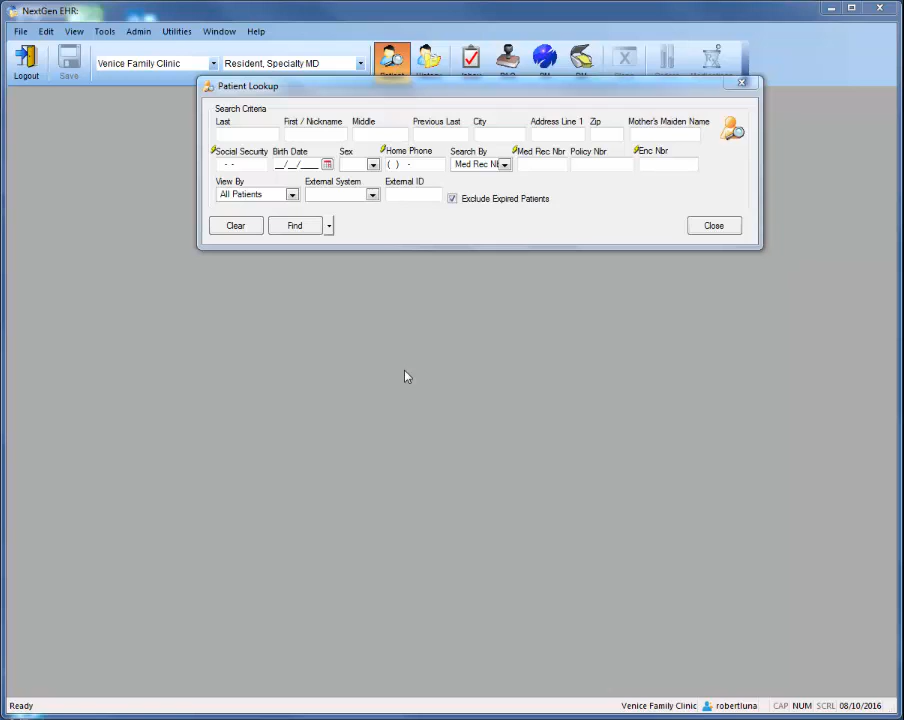 NextGen EHR:
File Edit View Tools Admin Utilities Window Help
Venice Family Clinic Resident, Specialty MD
Logout Save
Patient Lookup
Search Criteria
Last First / Nickname Middle Previous Last City Address Line 1 Zip Mother's Maiden Name
Social Security Birth Date Sex Home Phone Search By Med Rec Nbr Policy Nbr Enc Nbr
- - __/__/____ ( ) - Med Rec Nb
View By External System External ID
All Patients Exclude Expired Patients
Clear Find Close
Ready Venice Family Clinic robertluna CAP NUM SCRL 08/10/2016